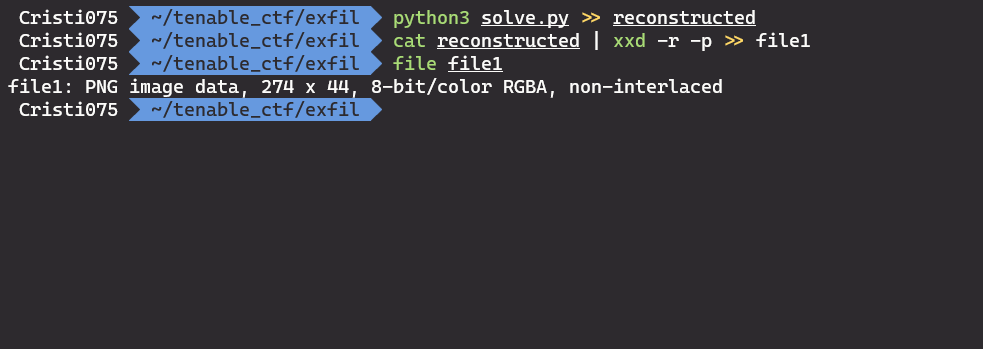 Cristi075 ~/tenable_ctf/exfil python3 solve.py >> reconstructed
Cristi075 ~/tenable_ctf/exfil cat reconstructed | xxd -r -p >> file1
Cristi075 ~/tenable_ctf/exfil file file1
file1: PNG image data, 274 x 44, 8-bit/color RGBA, non-interlaced
Cristi075 ~/tenable_ctf/exfil